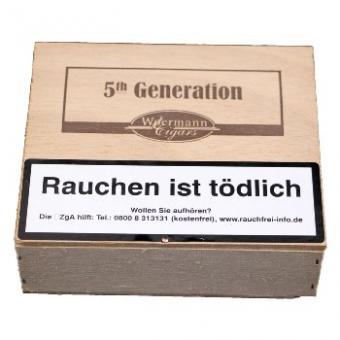 5th Generation
Woermann
Cigars
Rauchen ist tödlich
Wollen Sie aufhören?
Die BZgA hilft: Tel.: 0800 8 313131 (kostenfrei), www.rauchfrei-info.de